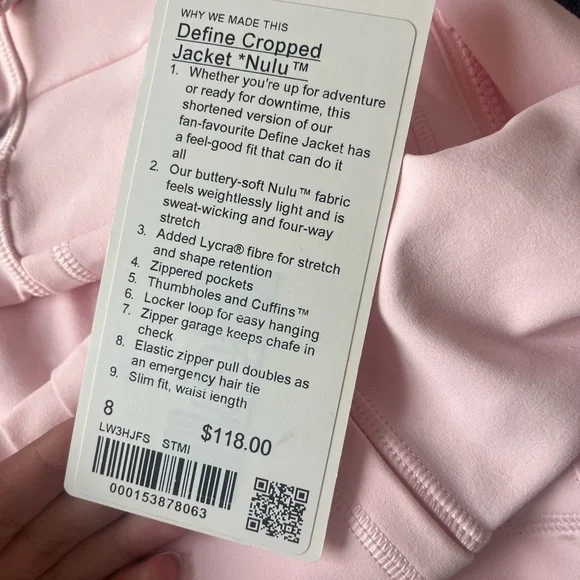 WHY WE MADE THIS
Define Cropped
Jacket *Nulu™
1. Whether you're up for adventure
or ready for downtime, this
shortened version of our
fan-favourite Define Jacket has
a feel-good fit that can do it
all
2. Our buttery-soft Nulu™ fabric
feels weightlessly light and is
sweat-wicking and four-way
stretch
3. Added Lycra® fibre for stretch
and shape retention
4. Zippered pockets
5. Thumbholes and Cuffins™
6. Locker loop for easy hanging
7. Zipper garage keeps chafe in
check
8. Elastic zipper pull doubles as
an emergency hair tie
9. Slim fit, waist length
8 $118.00
LW3HJFS STMI
000153878063